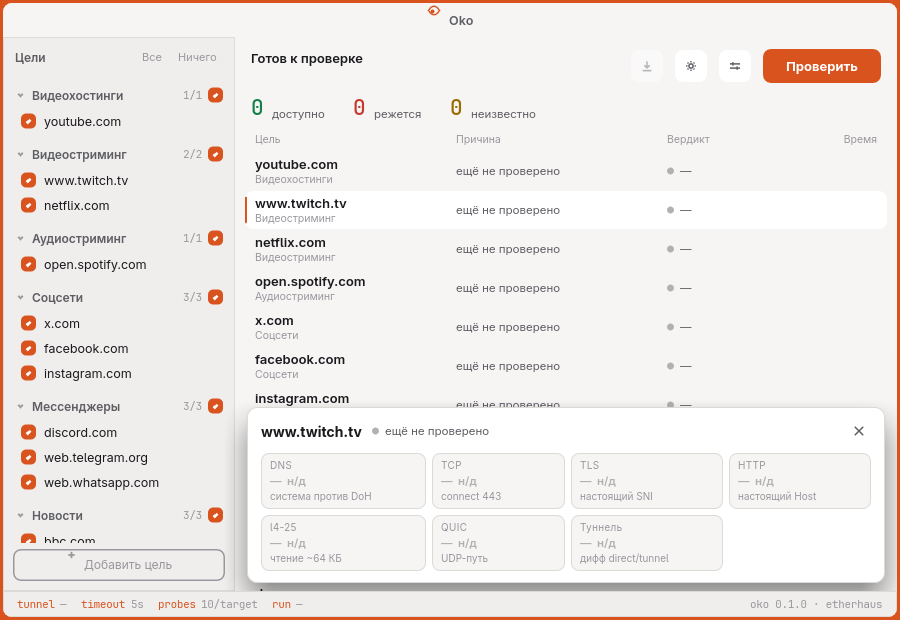 Oko
Цели Все Ничего
Видеохостинги 1/1
youtube.com
Видеостриминг 2/2
www.twitch.tv
netflix.com
Аудиостриминг 1/1
open.spotify.com
Соцсети 3/3
x.com
facebook.com
instagram.com
Мессенджеры 3/3
discord.com
web.telegram.org
web.whatsapp.com
Новости 3/3
bbc.com
+ Добавить цель
Готов к проверке
Проверить
0 доступно 0 режется 0 неизвестно
Цель Причина Вердикт Время
youtube.com
Видеохостинги
ещё не проверено —
www.twitch.tv
Видеостриминг
ещё не проверено —
netflix.com
Видеостриминг
ещё не проверено —
open.spotify.com
Аудиостриминг
ещё не проверено —
x.com
Соцсети
ещё не проверено —
facebook.com
Соцсети
ещё не проверено —
instagram.com
ещё не проверено —
www.twitch.tv ещё не проверено
DNS
— н/д
система против DoH
TCP
— н/д
connect 443
TLS
— н/д
настоящий SNI
HTTP
— н/д
настоящий Host
l4-25
— н/д
чтение ~64 КБ
QUIC
— н/д
UDP-путь
Туннель
— н/д
дифф direct/tunnel
tunnel — timeout 5s probes 10/target run —
oko 0.1.0 · etherhaus